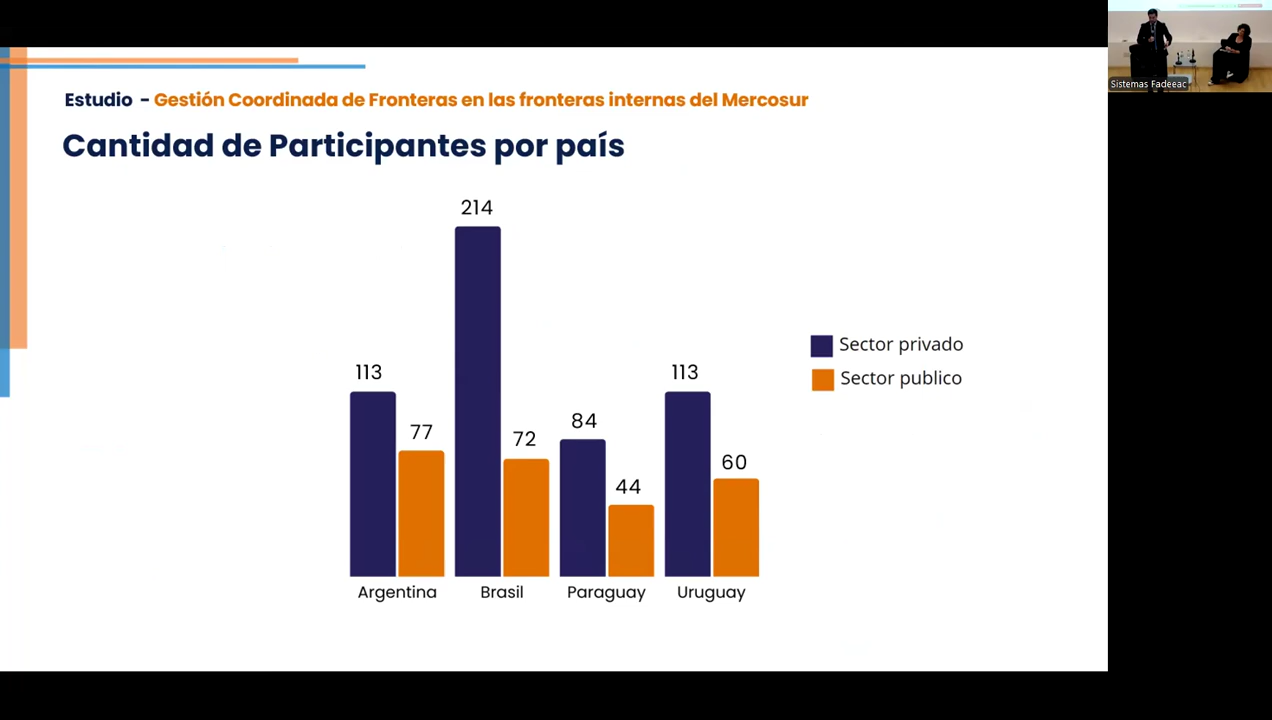 Estudio - Gestión Coordinada de Fronteras en las fronteras internas del Mercosur
Cantidad de Participantes por país
214
113
113
84
77
72
60
44
Sector privado
Sector publico
Argentina
Brasil
Paraguay
Uruguay
Sistemas Fadeeac